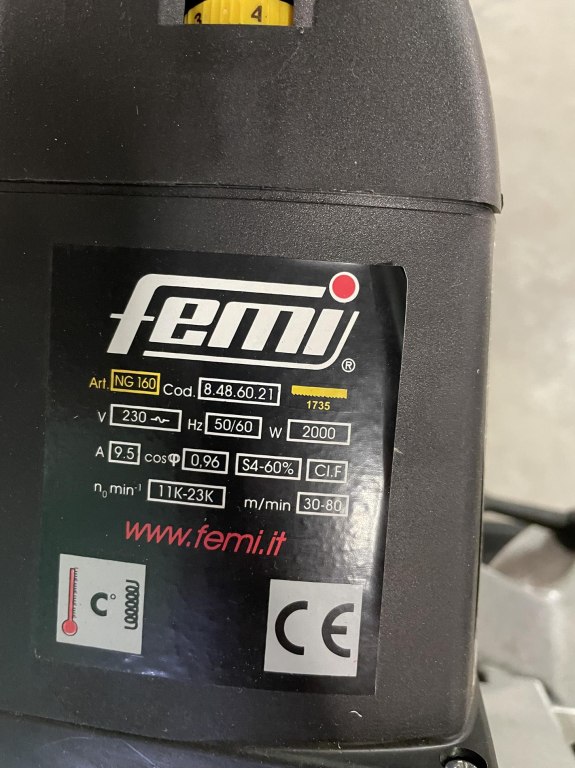 3 4
femi
®
Art. NG 160 Cod. 8.48.60.21
1735
V 230 ~ Hz 50/60 W 2000
A 9.5 cosφ 0,96 S4-60% Cl.F
n₀ min⁻¹ 11K-23K m/min 30-80
www.femi.it
C°
CE